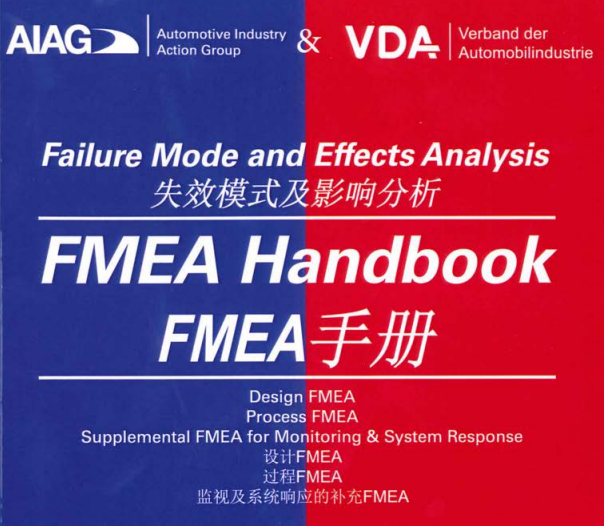 AIAG Automotive Industry Action Group & VDA Verband der Automobilindustrie
Failure Mode and Effects Analysis
失效模式及影响分析
FMEA Handbook
FMEA手册
Design FMEA
Process FMEA
Supplemental FMEA for Monitoring & System Response
设计FMEA
过程FMEA
监视及系统响应的补充FMEA